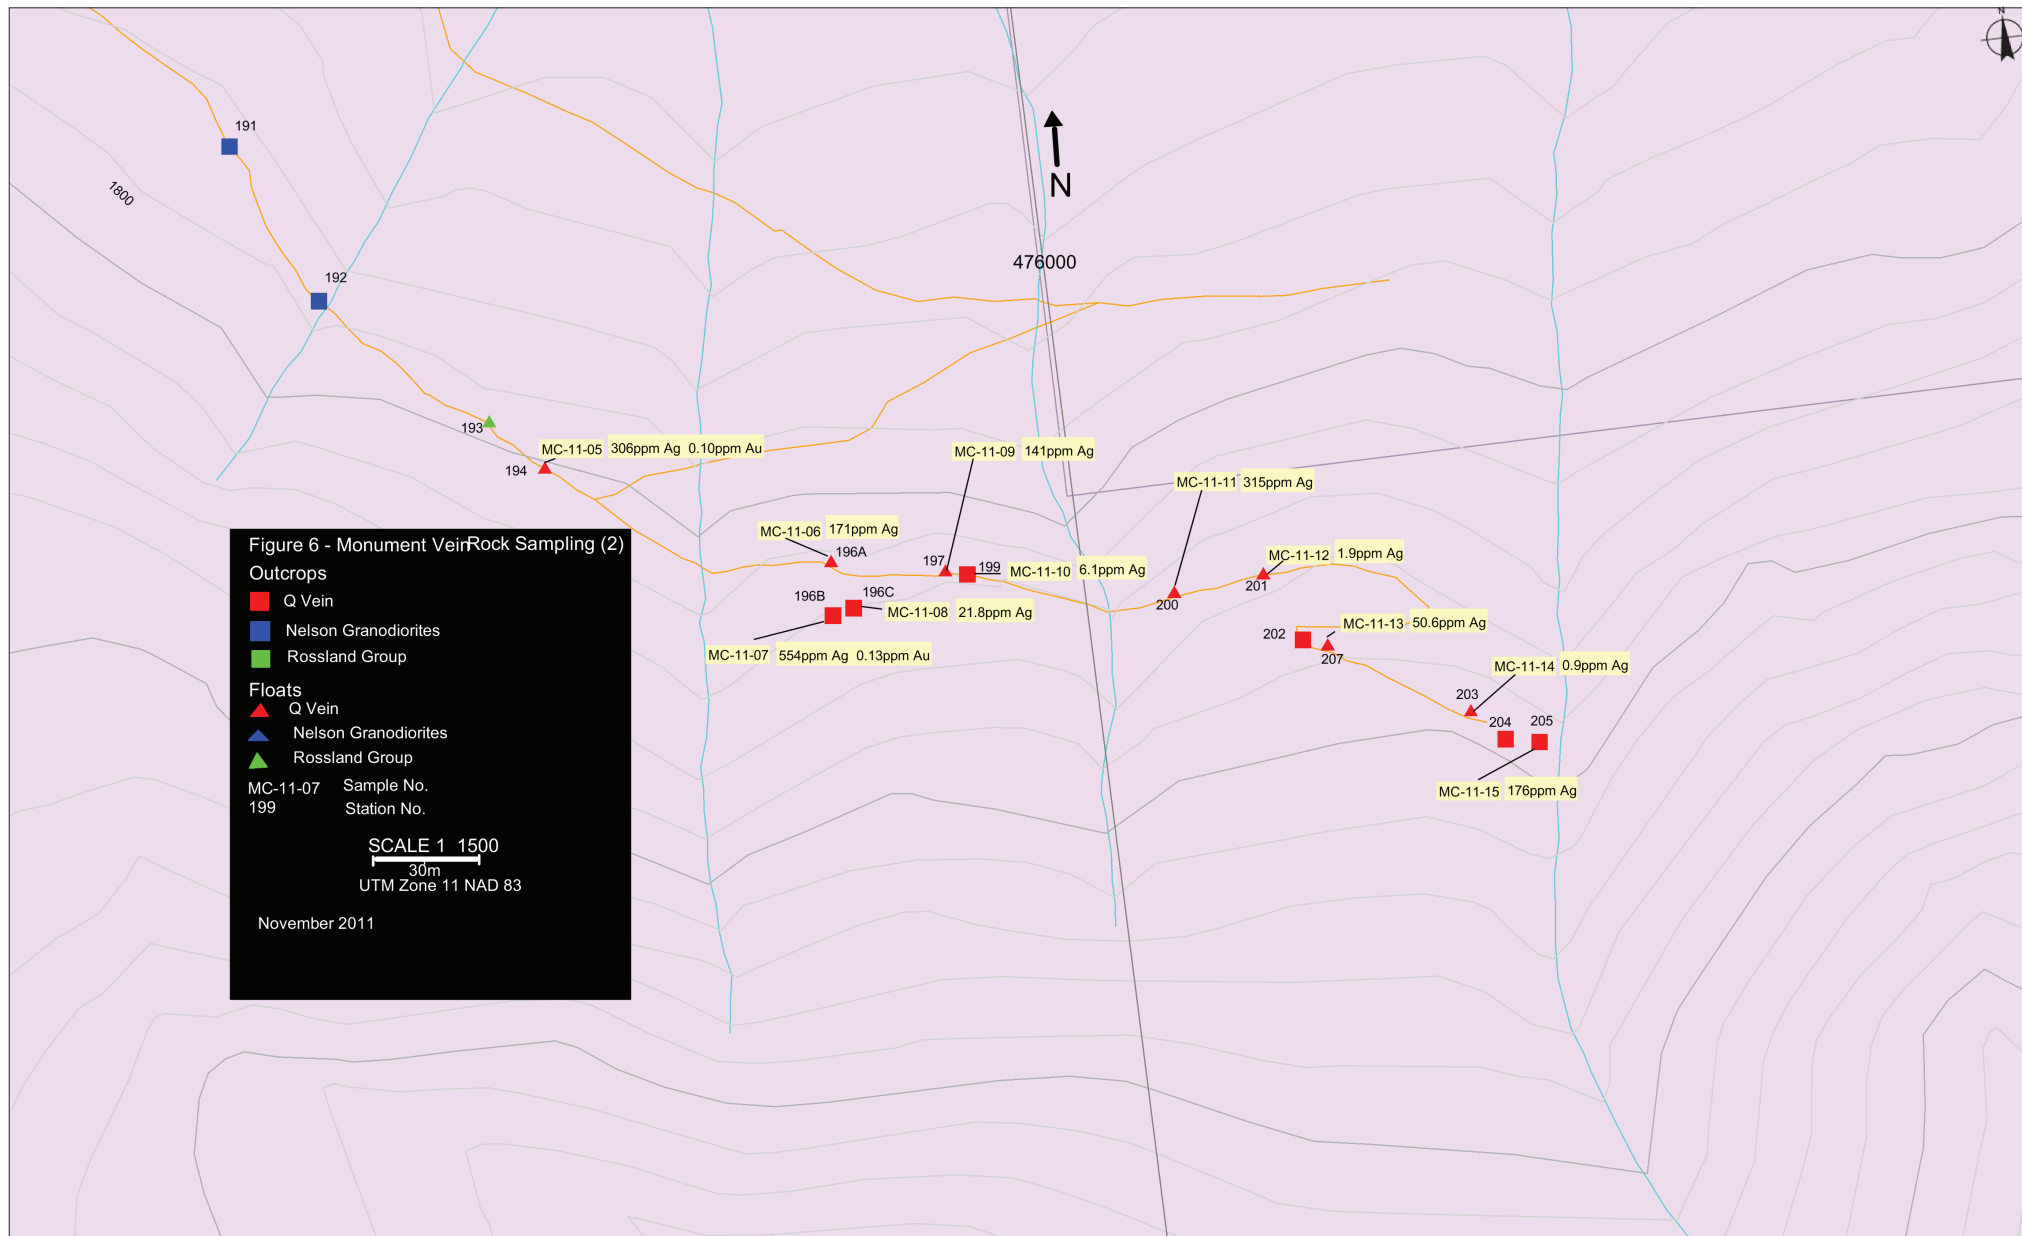 N
191
1800
N
476000
192
193
194
MC-11-05 306ppm Ag 0.10ppm Au
MC-11-09 141ppm Ag
MC-11-11 315ppm Ag
MC-11-06 171ppm Ag
196A
197
199
MC-11-10 6.1ppm Ag
MC-11-12 1.9ppm Ag
201
200
196B
196C
MC-11-08 21.8ppm Ag
MC-11-07 554ppm Ag 0.13ppm Au
202
MC-11-13 50.6ppm Ag
207
MC-11-14 0.9ppm Ag
203
204
205
MC-11-15 176ppm Ag
Figure 6 - Monument Vein Rock Sampling (2)
Outcrops
Q Vein
Nelson Granodiorites
Rossland Group
Floats
Q Vein
Nelson Granodiorites
Rossland Group
MC-11-07 Sample No.
199 Station No.
SCALE 1 1500
30m
UTM Zone 11 NAD 83
November 2011